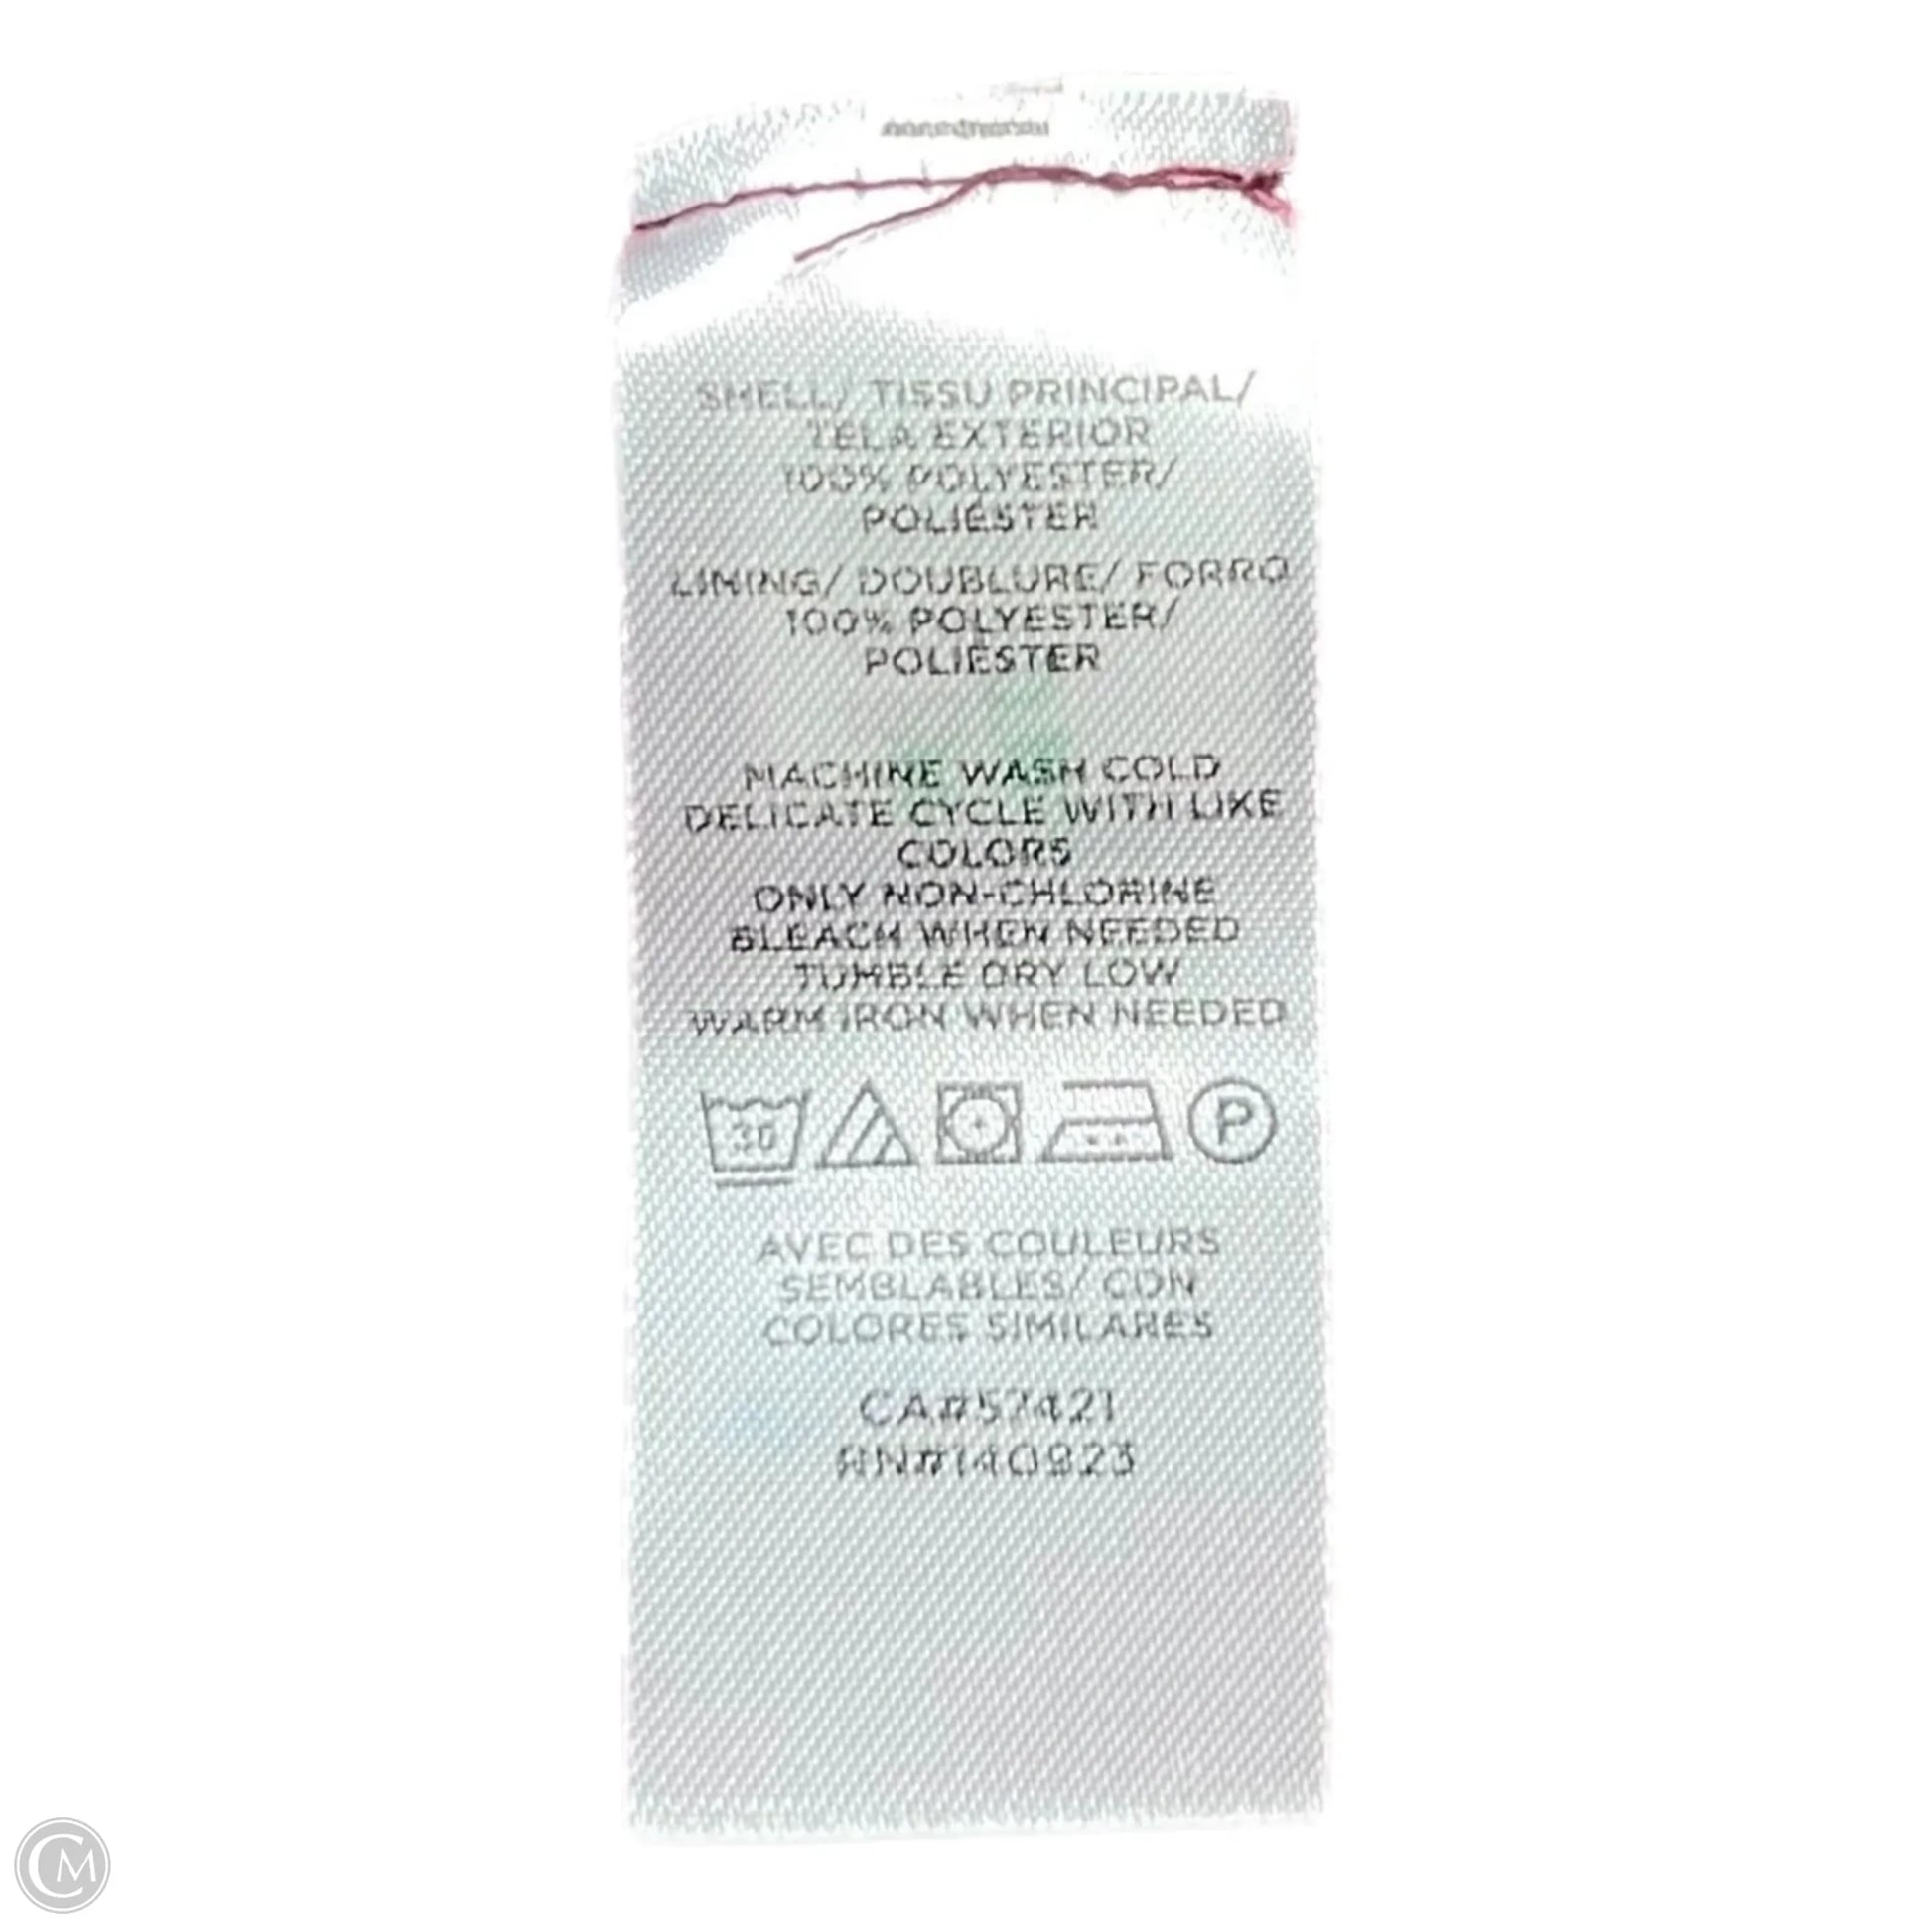 SHELL/ TISSU PRINCIPAL/
TELA EXTERIOR
100% POLYESTER/
POLIÉSTER
LINING/ DOUBLURE/ FORRO
100% POLYESTER/
POLIÉSTER
MACHINE WASH COLD
DELICATE CYCLE WITH LIKE
COLORS
ONLY NON-CHLORINE
BLEACH WHEN NEEDED
TUMBLE DRY LOW
WARM IRON WHEN NEEDED
30 P
AVEC DES COULEURS
SEMBLABLES/ CON
COLORES SIMILARES
CA#57421
RN#140923
CM